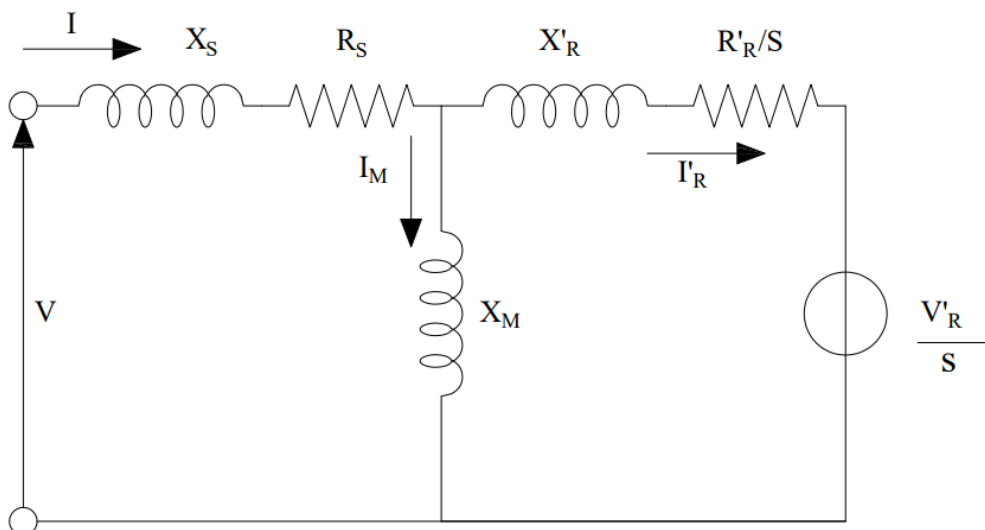 I
X_S
R_S
X'_R
R'_R/S
I_M
I'_R
V
X_M
V'_R
S